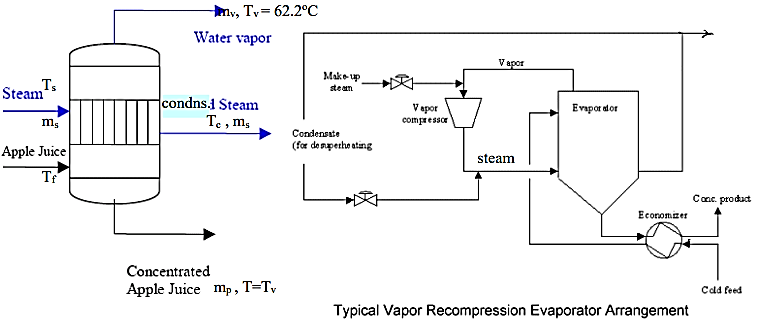 mv, Tv = 62.2ºC
Water vapor
Ts
Steam
ms
condns.d Steam
Tc , ms
Apple Juice
Tf
Concentrated
Apple Juice mp , T=Tv
Vapor
Make-up
steam
Vapor
compressor
Evaporator
Condensate
(for desuperheating
steam
Conc. product
Economizer
Cold feed
Typical Vapor Recompression Evaporator Arrangement